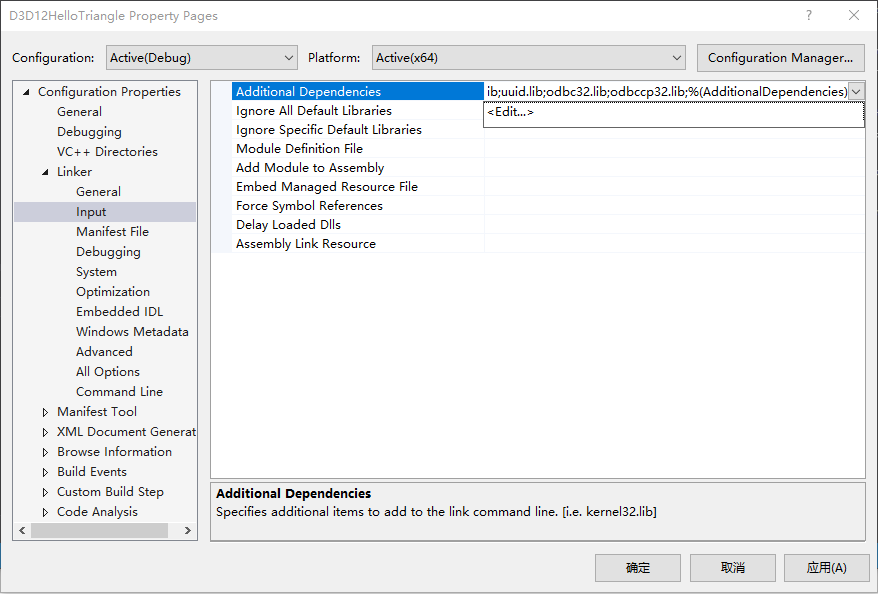 D3D12HelloTriangle Property Pages
Configuration: Active(Debug) Platform: Active(x64) Configuration Manager...
Configuration Properties
General
Debugging
VC++ Directories
Linker
General
Input
Manifest File
Debugging
System
Optimization
Embedded IDL
Windows Metadata
Advanced
All Options
Command Line
Manifest Tool
XML Document Generat
Browse Information
Build Events
Custom Build Step
Code Analysis
Additional Dependencies ib;uuid.lib;odbc32.lib;odbccp32.lib;%(AdditionalDependencies)
<Edit...>
Ignore All Default Libraries
Ignore Specific Default Libraries
Module Definition File
Add Module to Assembly
Embed Managed Resource File
Force Symbol References
Delay Loaded Dlls
Assembly Link Resource
Additional Dependencies
Specifies additional items to add to the link command line. [i.e. kernel32.lib]
确定 取消 应用(A)